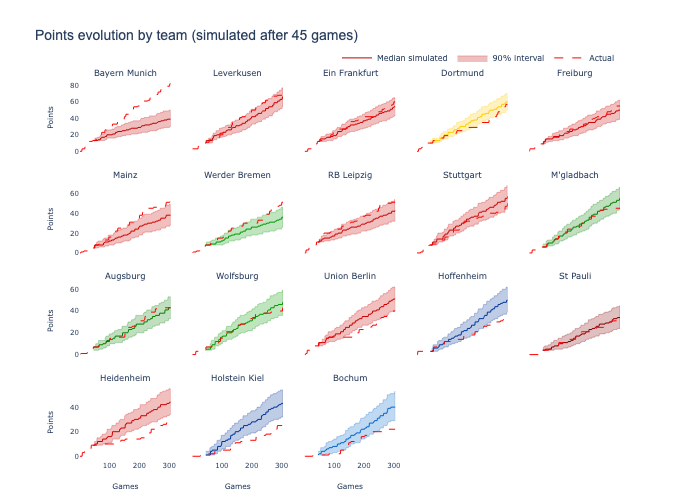 Points evolution by team (simulated after 45 games)
Median simulated 90% interval Actual
Bayern Munich Leverkusen Ein Frankfurt Dortmund Freiburg
80
60
40
20
0
Points
Mainz Werder Bremen RB Leipzig Stuttgart M'gladbach
60
40
20
0
Points
Augsburg Wolfsburg Union Berlin Hoffenheim St Pauli
60
40
20
0
Points
Heidenheim Holstein Kiel Bochum
40
20
0
Points
100 200 300 100 200 300 100 200 300
Games Games Games